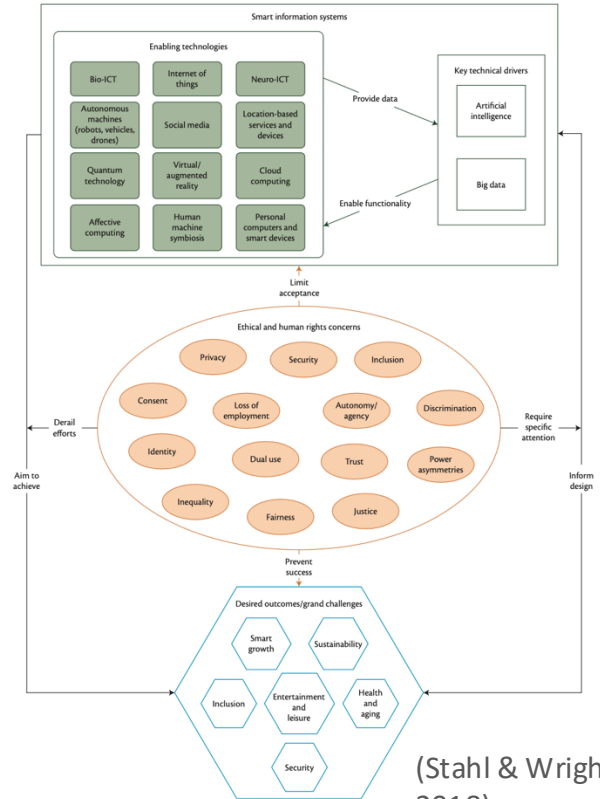 Smart information systems
Enabling technologies
Bio-ICT
Internet of
things
Neuro-ICT
Autonomous
machines
(robots, vehicles,
drones)
Social media
Location-based
services and
devices
Quantum
technology
Virtual/
augmented
reality
Cloud
computing
Affective
computing
Human
machine
symbiosis
Personal
computers and
smart devices
Provide data
Enable functionality
Key technical drivers
Artificial
intelligence
Big data
Limit
acceptance
Ethical and human rights concerns
Privacy
Security
Inclusion
Consent
Loss of
employment
Autonomy/
agency
Discrimination
Identity
Dual use
Trust
Power
asymmetries
Inequality
Fairness
Justice
Derail
efforts
Require
specific
attention
Aim to
achieve
Inform
design
Prevent
success
Desired outcomes/grand challenges
Smart
growth
Sustainability
Inclusion
Entertainment
and
leisure
Health
and
aging
Security
(Stahl & Wrigh